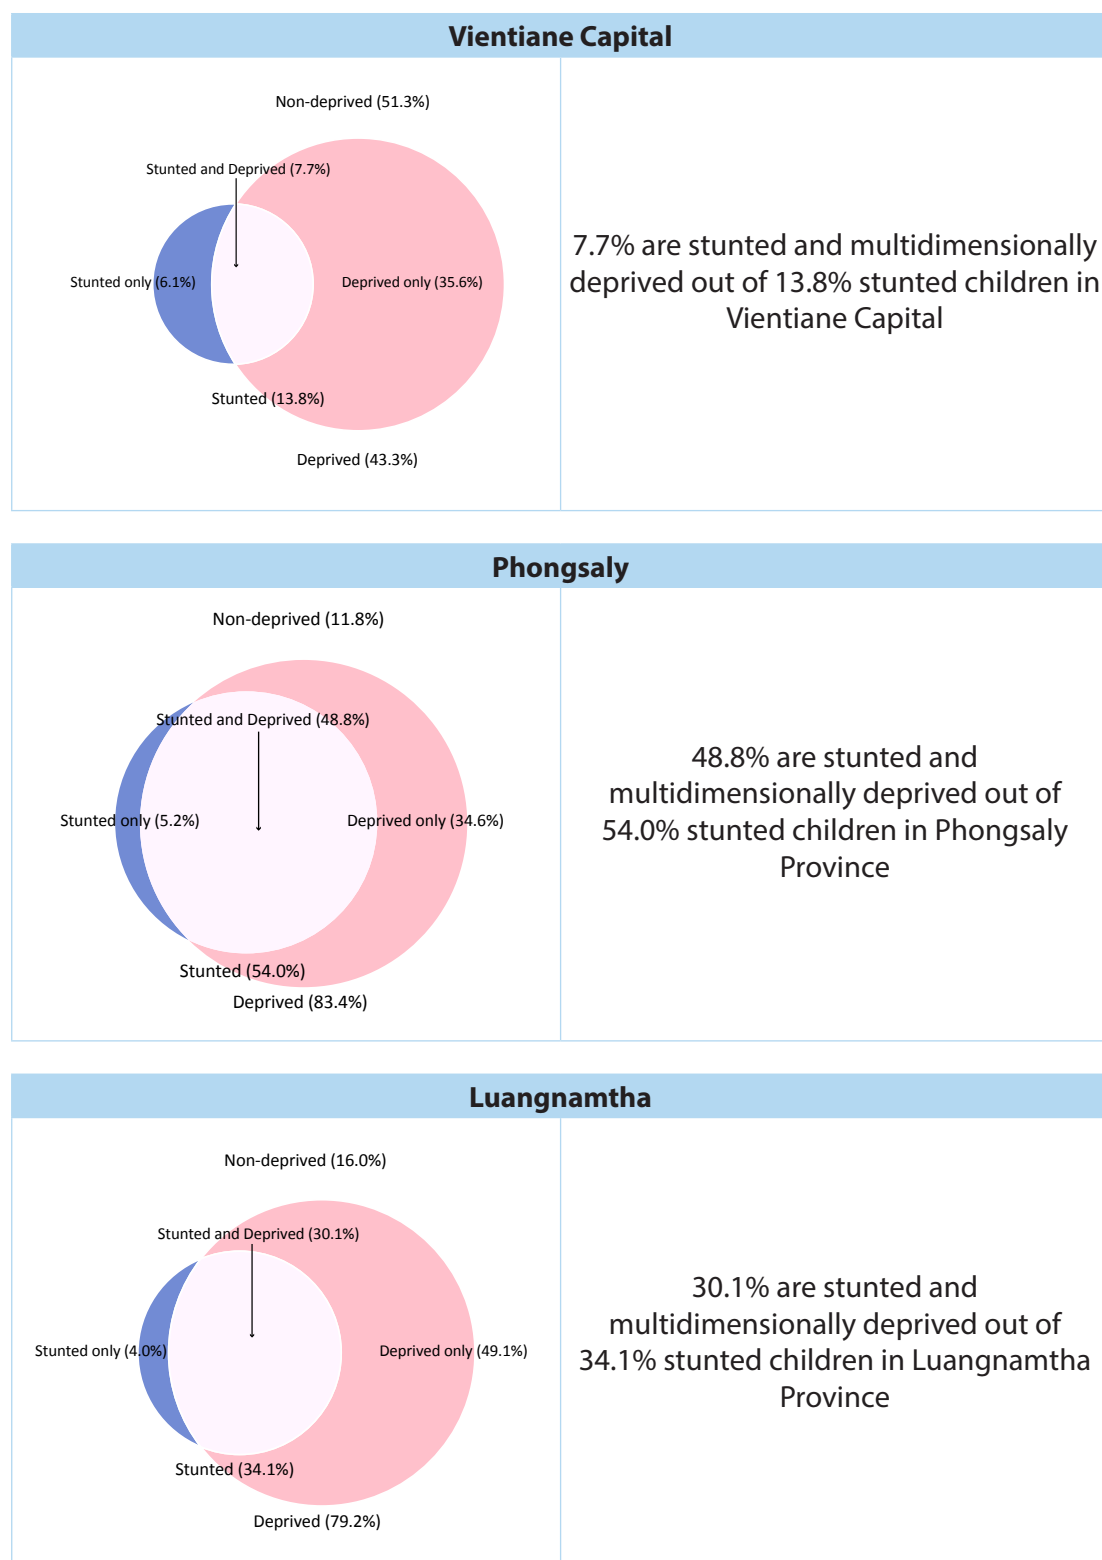 Vientiane Capital
Non-deprived (51.3%)
Stunted and Deprived (7.7%)
Stunted only (6.1%)
Deprived only (35.6%)
Stunted (13.8%)
Deprived (43.3%)
7.7% are stunted and multidimensionally
deprived out of 13.8% stunted children in
Vientiane Capital
Phongsaly
Non-deprived (11.8%)
Stunted and Deprived (48.8%)
Stunted only (5.2%)
Deprived only (34.6%)
Stunted (54.0%)
Deprived (83.4%)
48.8% are stunted and
multidimensionally deprived out of
54.0% stunted children in Phongsaly
Province
Luangnamtha
Non-deprived (16.0%)
Stunted and Deprived (30.1%)
Stunted only (4.0%)
Deprived only (49.1%)
Stunted (34.1%)
Deprived (79.2%)
30.1% are stunted and
multidimensionally deprived out of
34.1% stunted children in Luangnamtha
Province